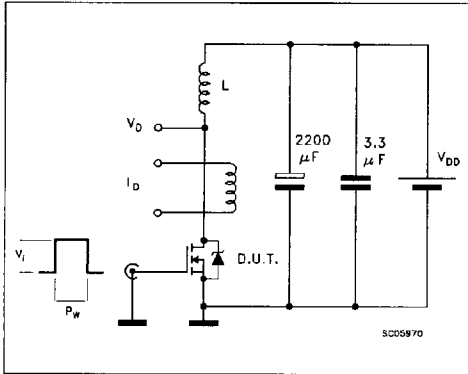 L
V_D
2200
μF
3.3
μF
V_DD
I_D
D.U.T.
V_i
P_W
SC05970